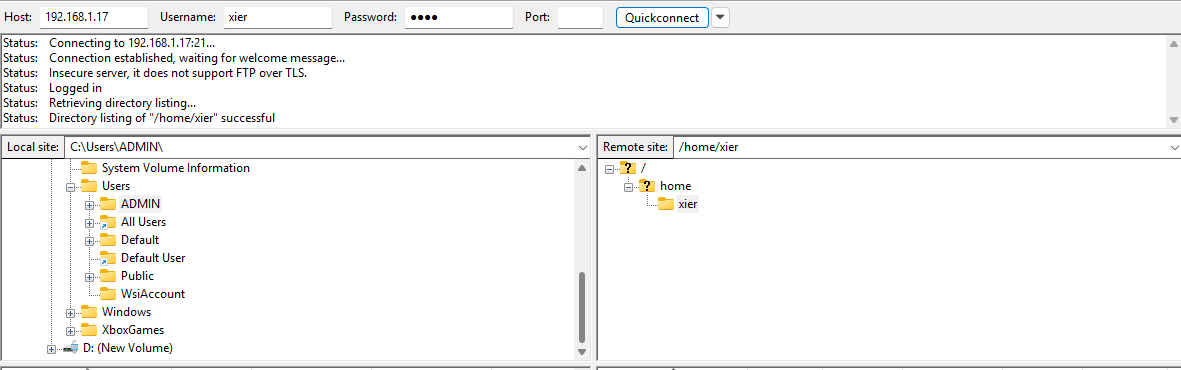 Host: 192.168.1.17 Username: xier Password: ●●●● Port: Quickconnect
Status: Connecting to 192.168.1.17:21...
Status: Connection established, waiting for welcome message...
Status: Insecure server, it does not support FTP over TLS.
Status: Logged in
Status: Retrieving directory listing...
Status: Directory listing of "/home/xier" successful
Local site: C:\Users\ADMIN\
System Volume Information
Users
ADMIN
All Users
Default
Default User
Public
WsiAccount
Windows
XboxGames
D: (New Volume)
Remote site: /home/xier
/
home
xier